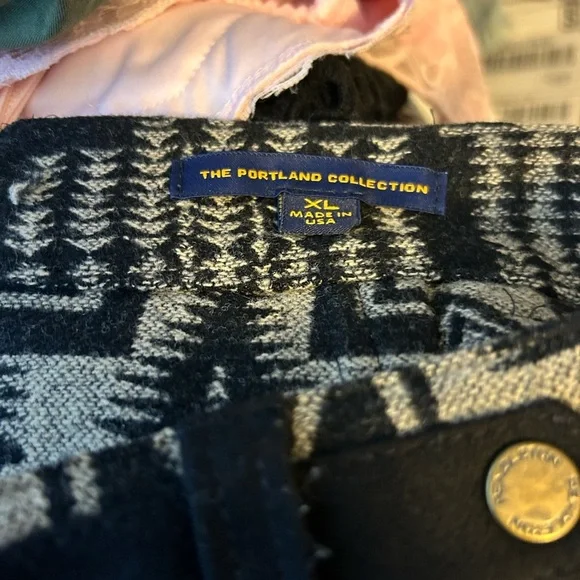 THE PORTLAND COLLECTION
XL
MADE IN
USA